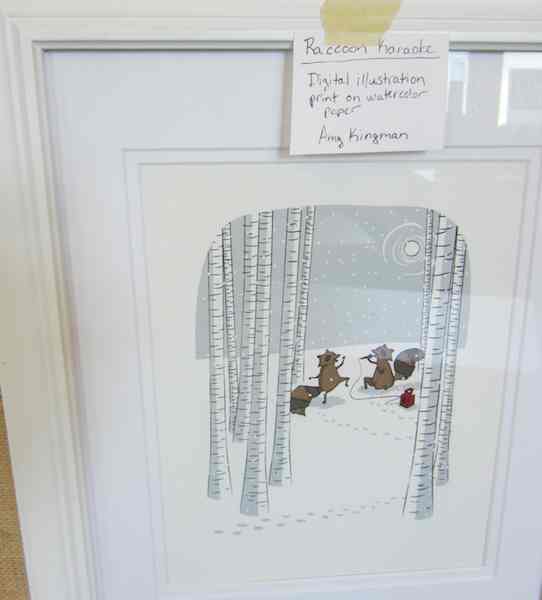 Raccoon Karaoke
Digital illustration
print on watercolor
paper
Amy Kingman